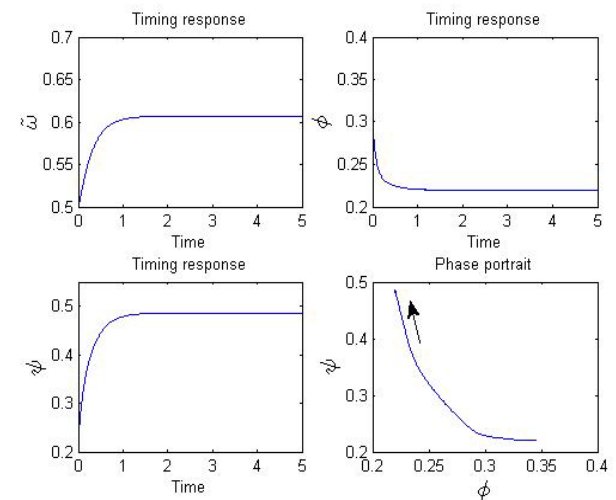 Timing response
0.7
0.65
0.6
0.55
0.5
ω̃
0 1 2 3 4 5
Time
Timing response
0.4
0.35
0.3
0.25
0.2
ϕ
0 1 2 3 4 5
Time
Timing response
0.5
0.4
0.3
0.2
ψ
0 1 2 3 4 5
Time
Phase portrait
0.5
0.4
0.3
0.2
ψ
0.2 0.25 0.3 0.35 0.4
ϕ